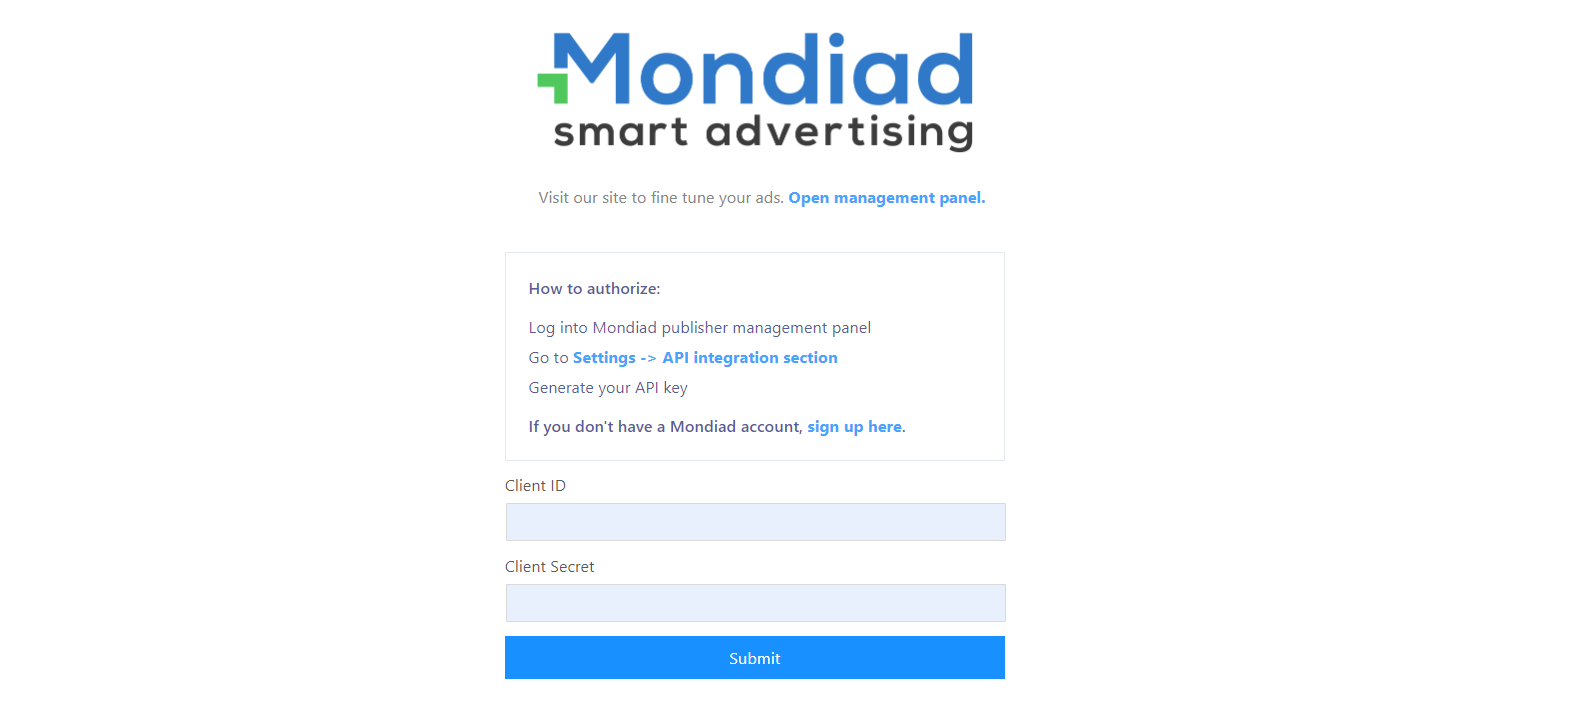 Mondiad
smart advertising
Visit our site to fine tune your ads. Open management panel.
How to authorize:
Log into Mondiad publisher management panel
Go to Settings -> API integration section
Generate your API key
If you don't have a Mondiad account, sign up here.
Client ID
Client Secret
Submit